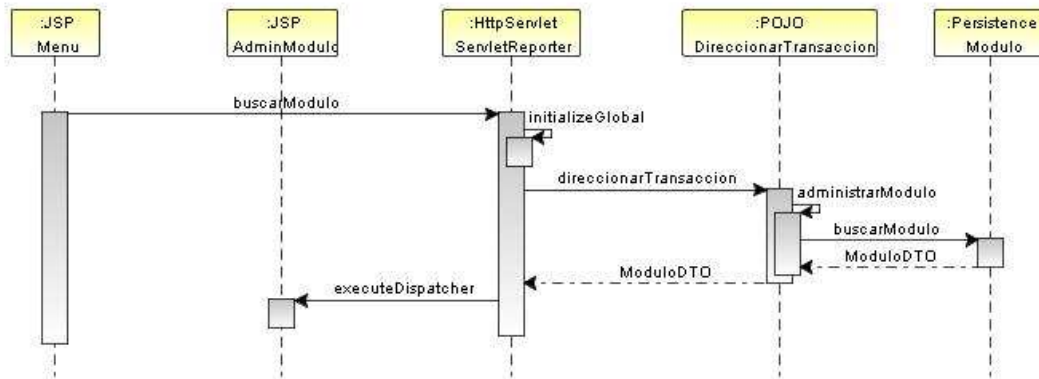 :JSP
Menu
:JSP
AdminModulo
:HttpServlet
ServletReporter
:POJO
DireccionarTransaccion
:Persistence
Modulo
buscarModulo
initializeGlobal
direccionarTransaccion
administrarModulo
buscarModulo
ModuloDTO
ModuloDTO
executeDispatcher